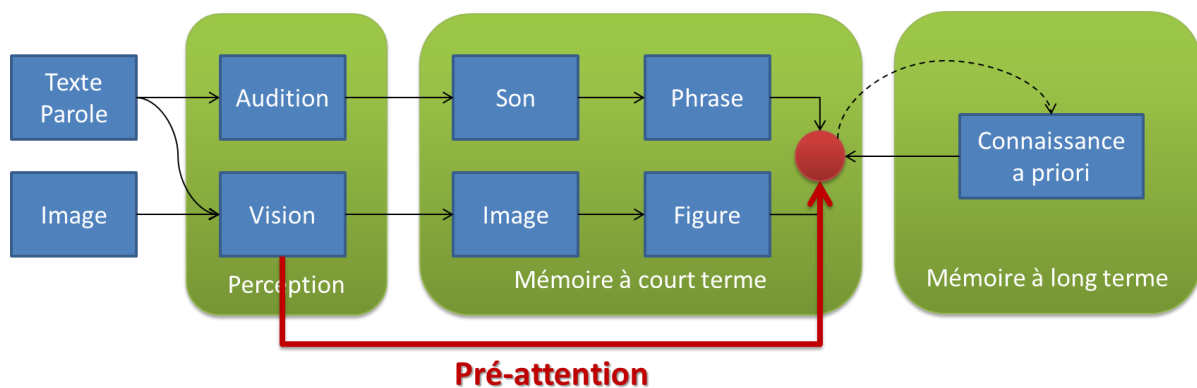 Texte
Parole
Audition
Son
Phrase
Connaissance
a priori
Image
Vision
Image
Figure
Perception
Mémoire à court terme
Mémoire à long terme
Pré-attention